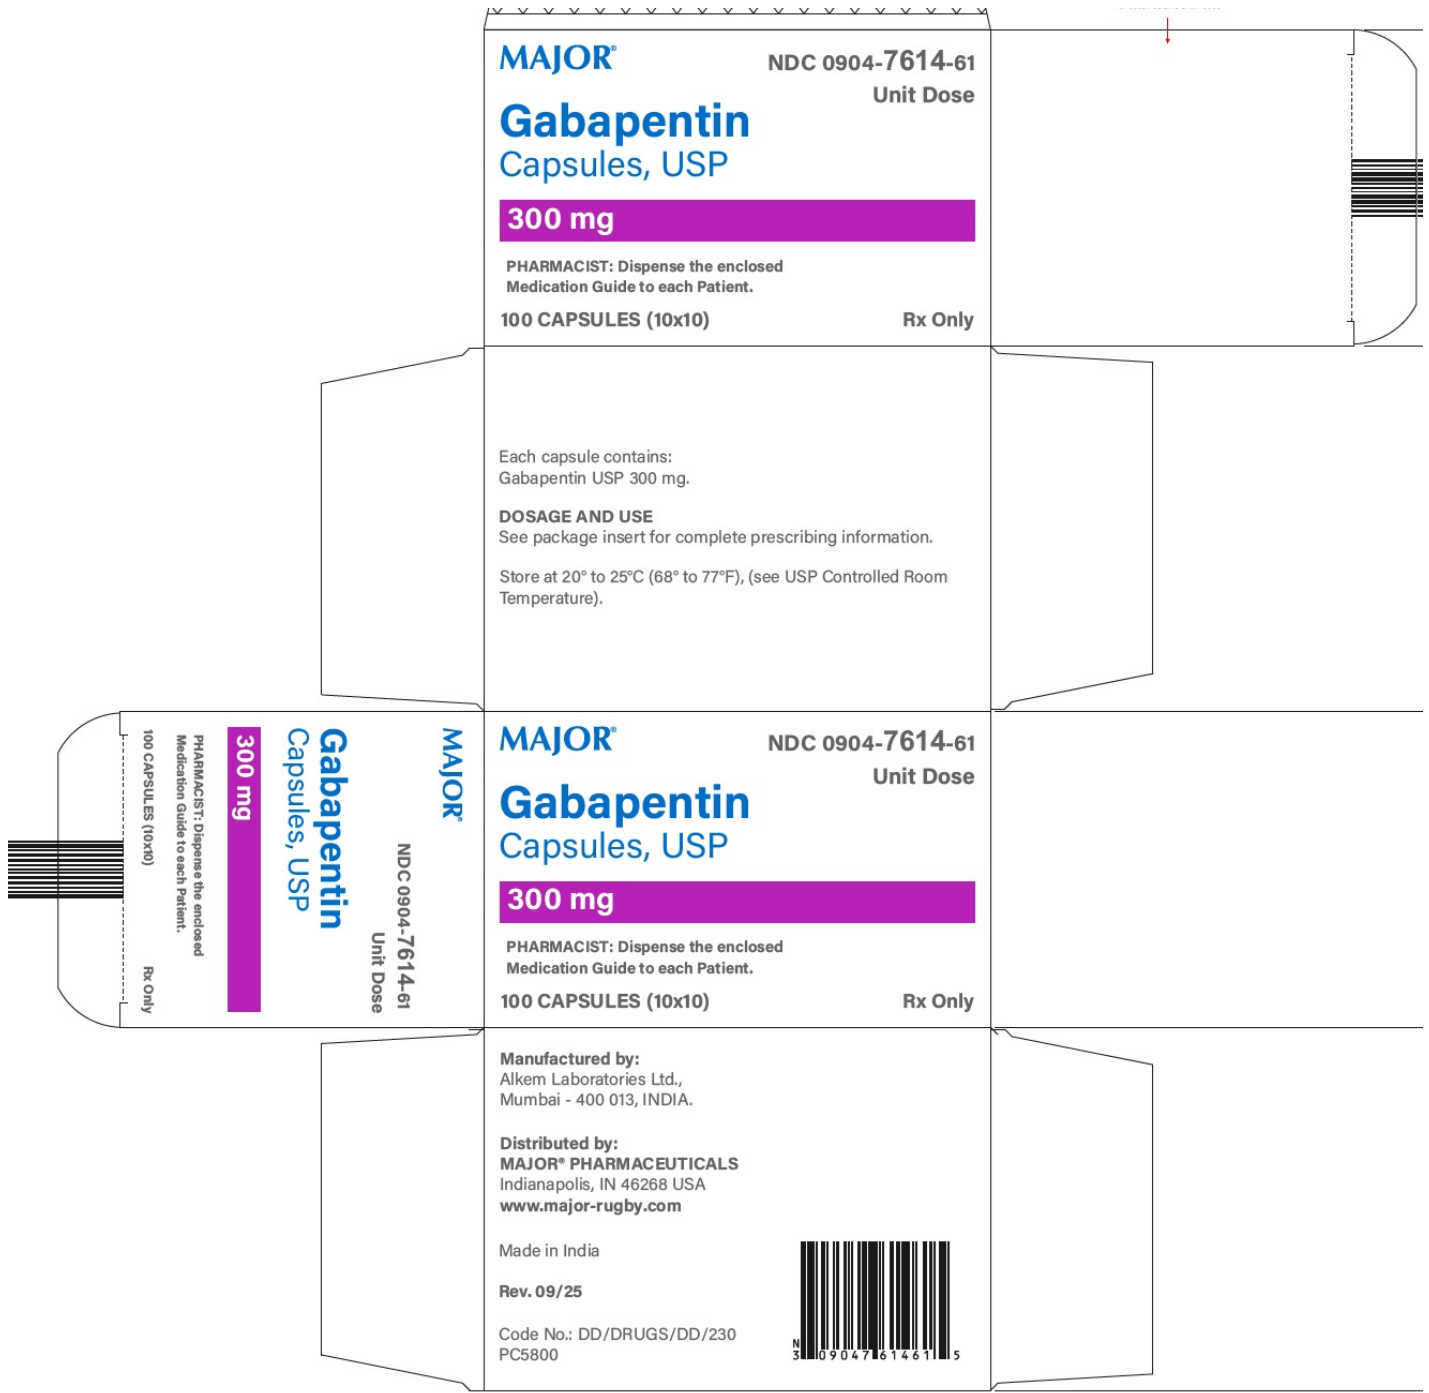 MAJOR®
NDC 0904-7614-61
Unit Dose
Gabapentin
Capsules, USP
300 mg
PHARMACIST: Dispense the enclosed
Medication Guide to each Patient.
100 CAPSULES (10x10)
Rx Only
Each capsule contains:
Gabapentin USP 300 mg.
DOSAGE AND USE
See package insert for complete prescribing information.
Store at 20° to 25°C (68° to 77°F), (see USP Controlled Room
Temperature).
MAJOR®
NDC 0904-7614-61
Unit Dose
Gabapentin
Capsules, USP
300 mg
PHARMACIST: Dispense the enclosed
Medication Guide to each Patient.
100 CAPSULES (10x10)
Rx Only
MAJOR®
NDC 0904-7614-61
Unit Dose
Gabapentin
Capsules, USP
300 mg
PHARMACIST: Dispense the enclosed
Medication Guide to each Patient.
100 CAPSULES (10x10)
Rx Only
Manufactured by:
Alkem Laboratories Ltd.,
Mumbai - 400 013, INDIA.
Distributed by:
MAJOR® PHARMACEUTICALS
Indianapolis, IN 46268 USA
www.major-rugby.com
Made in India
Rev. 09/25
Code No.: DD/DRUGS/DD/230
PC5800
N
3 09047 61461 5